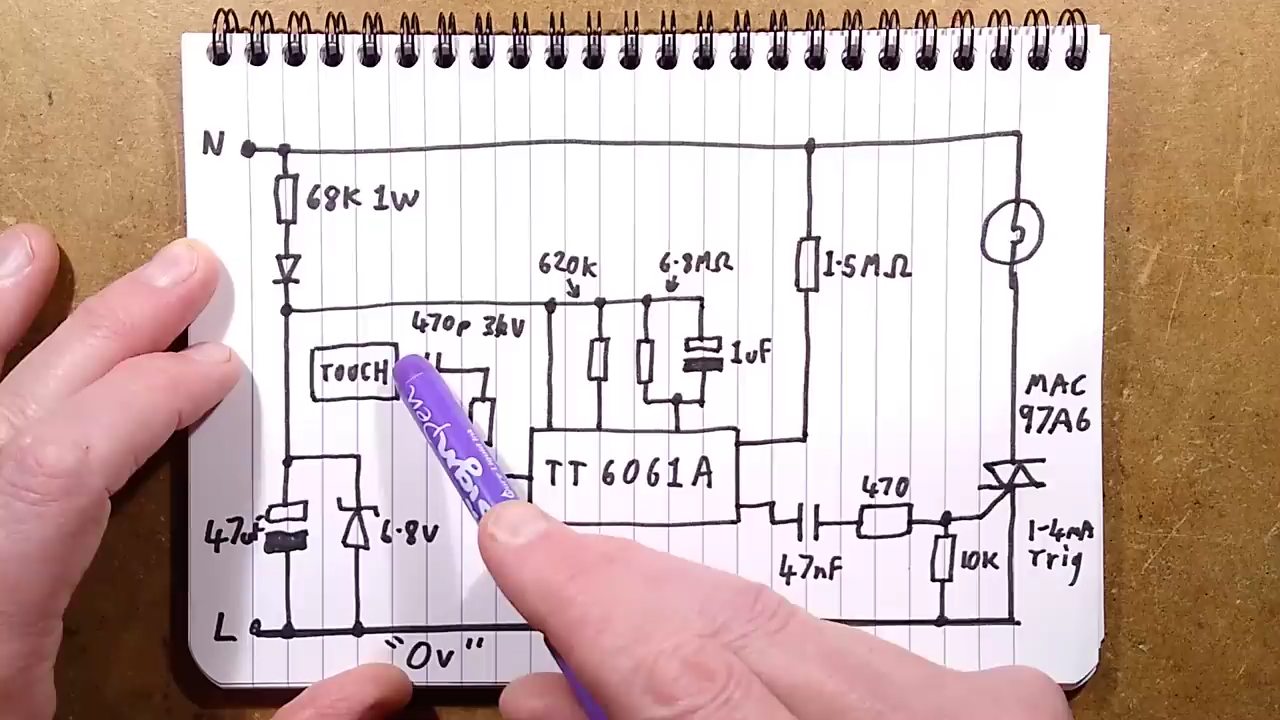 N
68K 1W
620K
6.8MΩ
1.5MΩ
470p 3kV
TOUCH
1uF
MAC
97A6
TT 6061A
470
47uF
6.8V
47nF
10K
1-4mA
Trig
L
"0v"